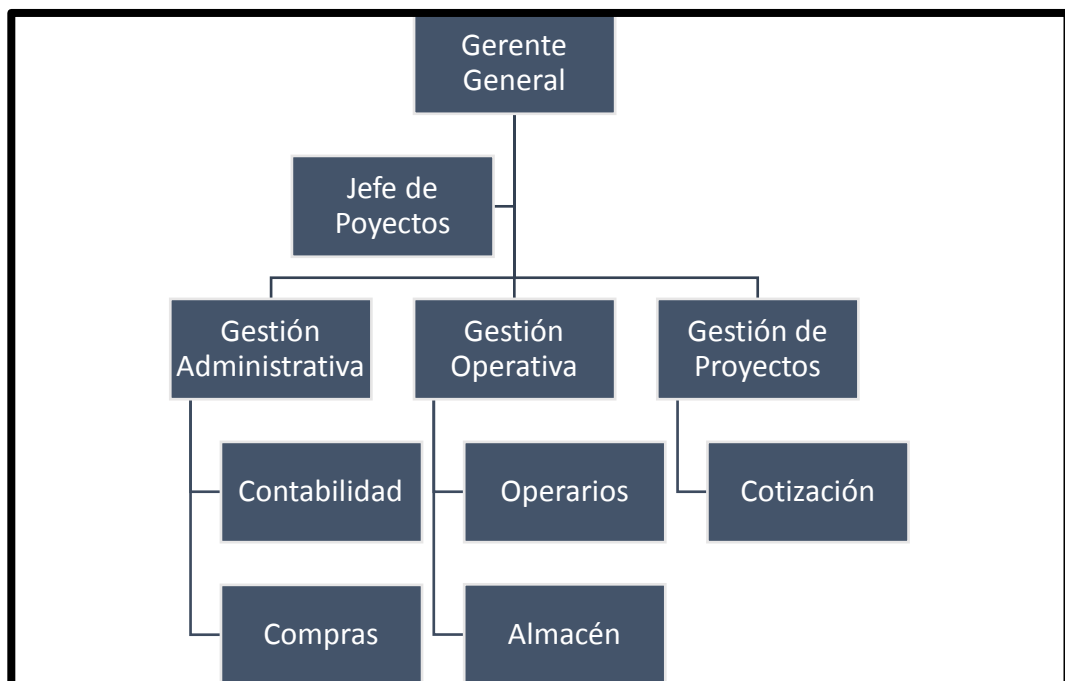 Gerente
General
Jefe de
Poyectos
Gestión
Administrativa
Gestión
Operativa
Gestión de
Proyectos
Contabilidad
Operarios
Cotización
Compras
Almacén